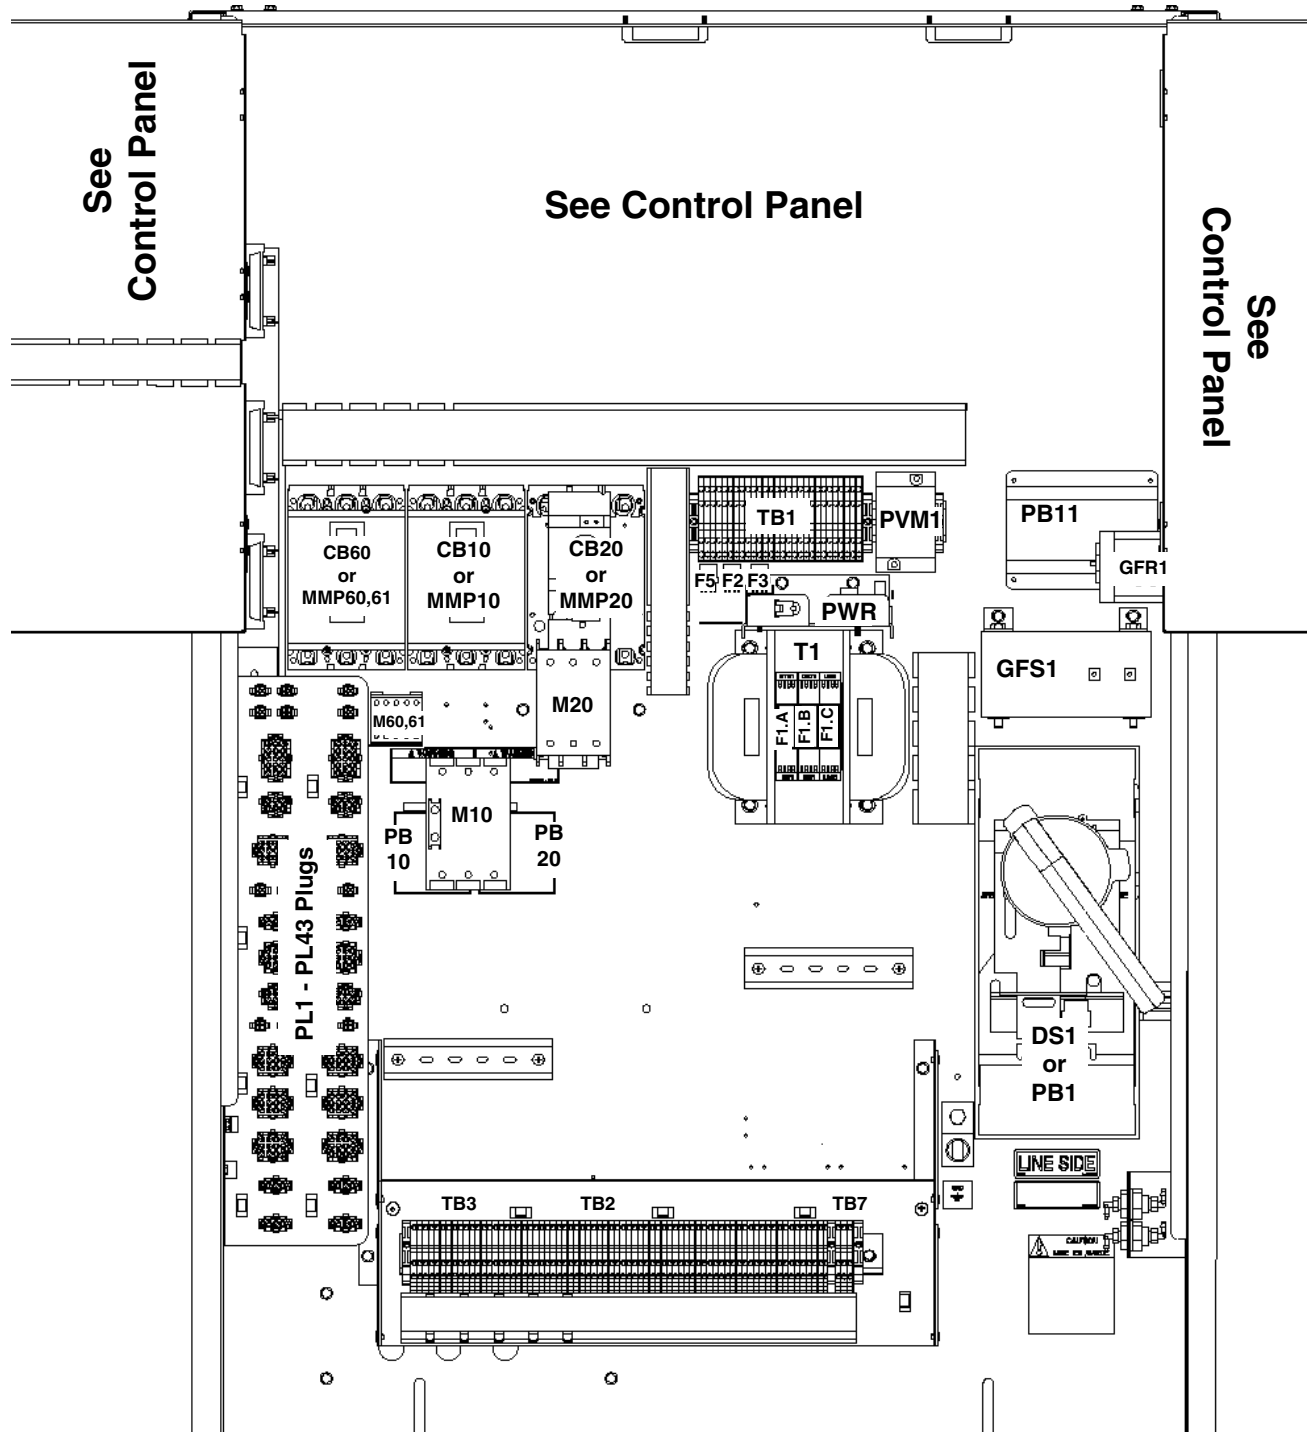 See
Control Panel
See Control Panel
See
Control Panel
CB60
or
MMP60,61
CB10
or
MMP10
CB20
or
MMP20
TB1
PVM1
PB11
GFR1
F5
F2
F3
PWR
T1
GFS1
F1.A
F1.B
F1.C
M60,61
M20
M10
PB
10
PB
20
PL1 - PL43 Plugs
DS1
or
PB1
LINE SIDE
TB3
TB2
TB7
CAUTION